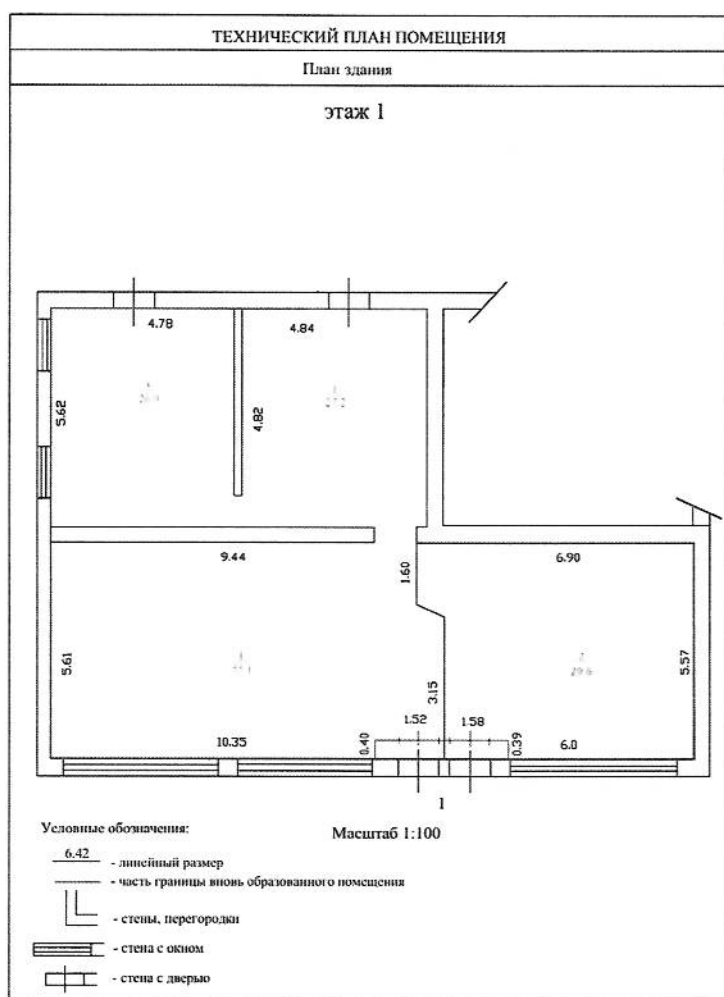 ТЕХНИЧЕСКИЙ ПЛАН ПОМЕЩЕНИЯ
План здания
этаж 1
4.78
4.84
5.62
4.82
9.44
1.60
6.90
5.61
5.57
3.15
1.52
1.58
0.40
0.39
10.35
6.0
1
Условные обозначения:
Масштаб 1:100
6.42 - линейный размер
- часть границы вновь образованного помещения
- стены, перегородки
- стена с окном
- стена с дверью